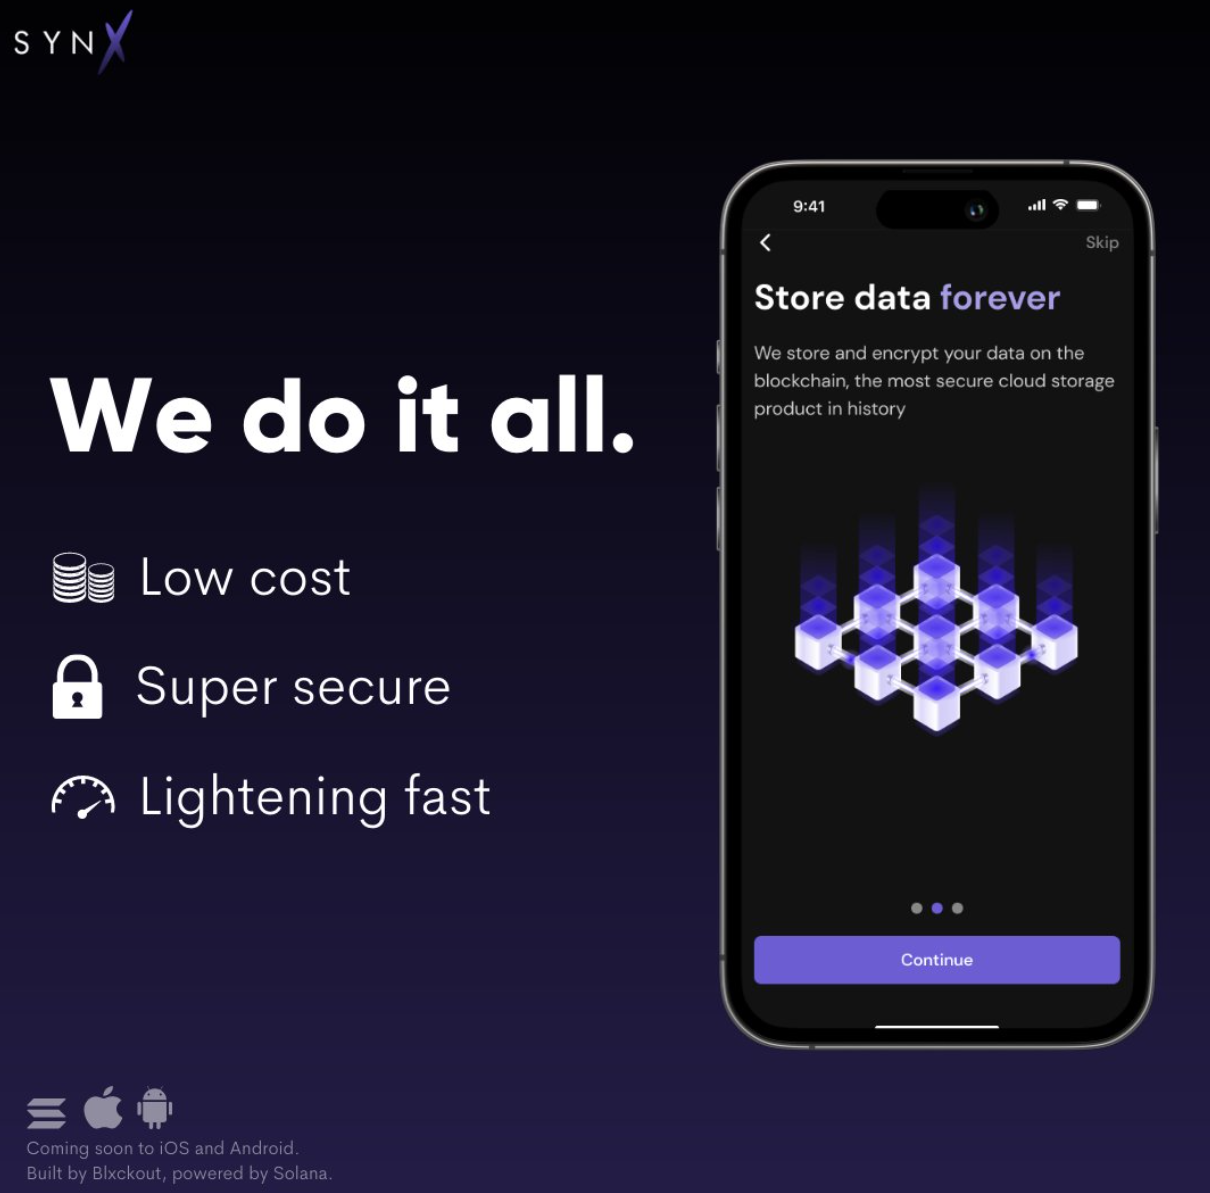 SYNX
9:41
Skip
Store data forever
We store and encrypt your data on the
blockchain, the most secure cloud storage
product in history
We do it all.
Low cost
Super secure
Lightening fast
Continue
Coming soon to iOS and Android.
Built by Blxckout, powered by Solana.